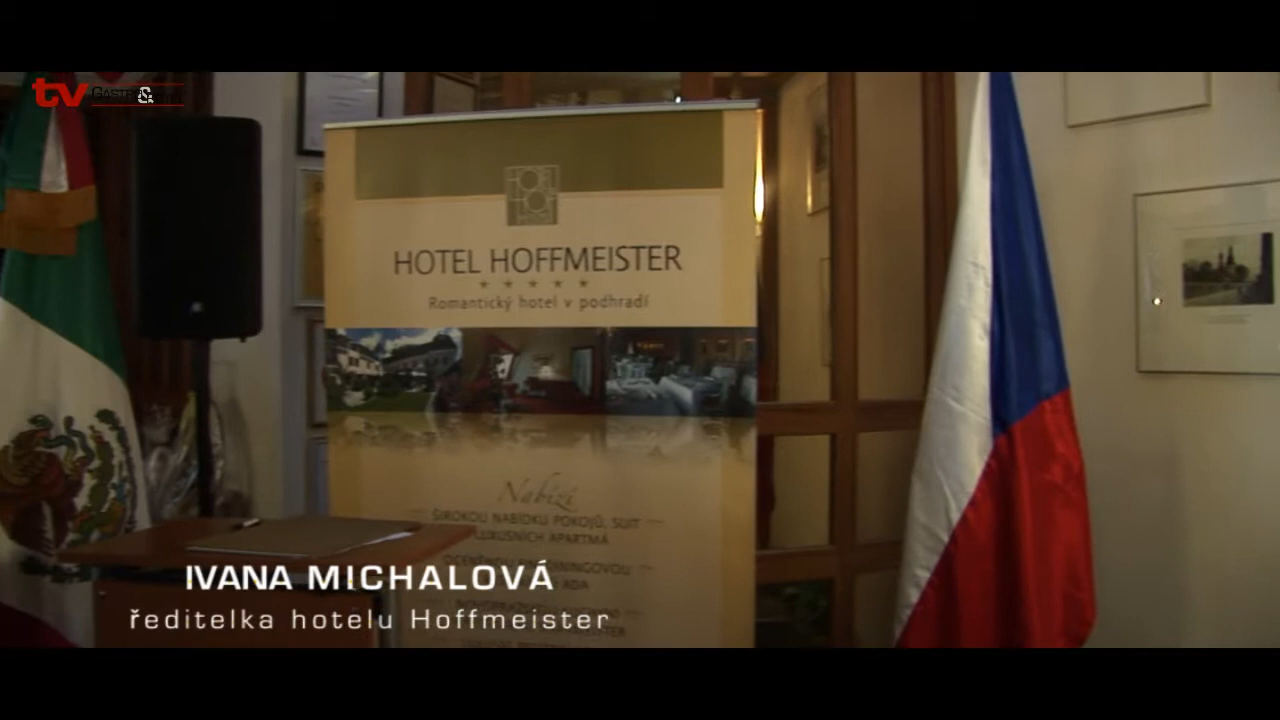 tv GASTRO &
HOTEL HOFFMEISTER
★ ★ ★ ★ ★
Romantický hotel v podhradí
Nabízí
ŠIROKOU NABÍDKU POKOJŮ, SUIT
LUXUSNÍCH APARTMÁ
ADA
IVANA MICHALOVÁ
ředitelka hotelu Hoffmeister